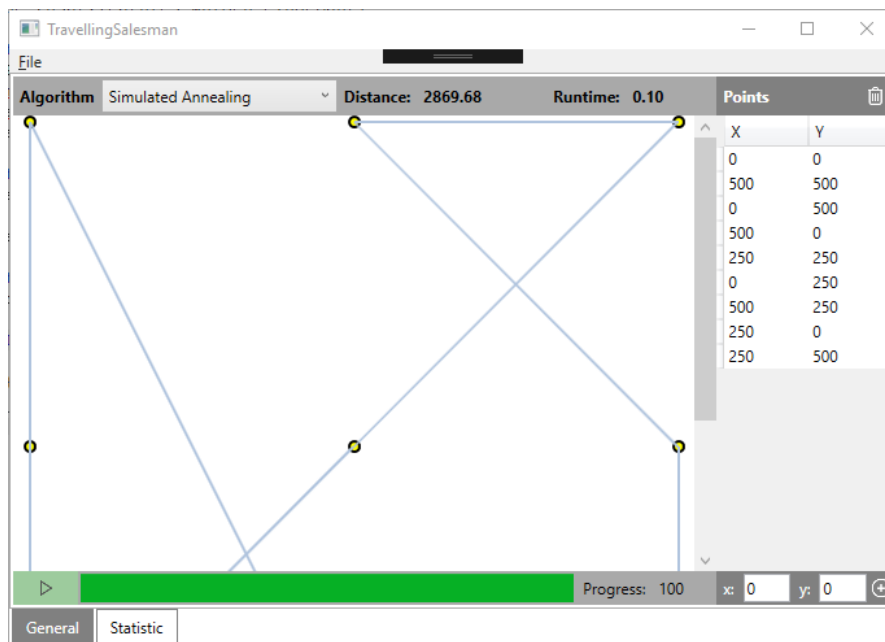 TravellingSalesman
File
Algorithm Simulated Annealing Distance: 2869.68 Runtime: 0.10 Points
X Y
0 0
500 500
0 500
500 0
250 250
0 250
500 250
250 0
250 500
Progress: 100 x: 0 y: 0
General Statistic